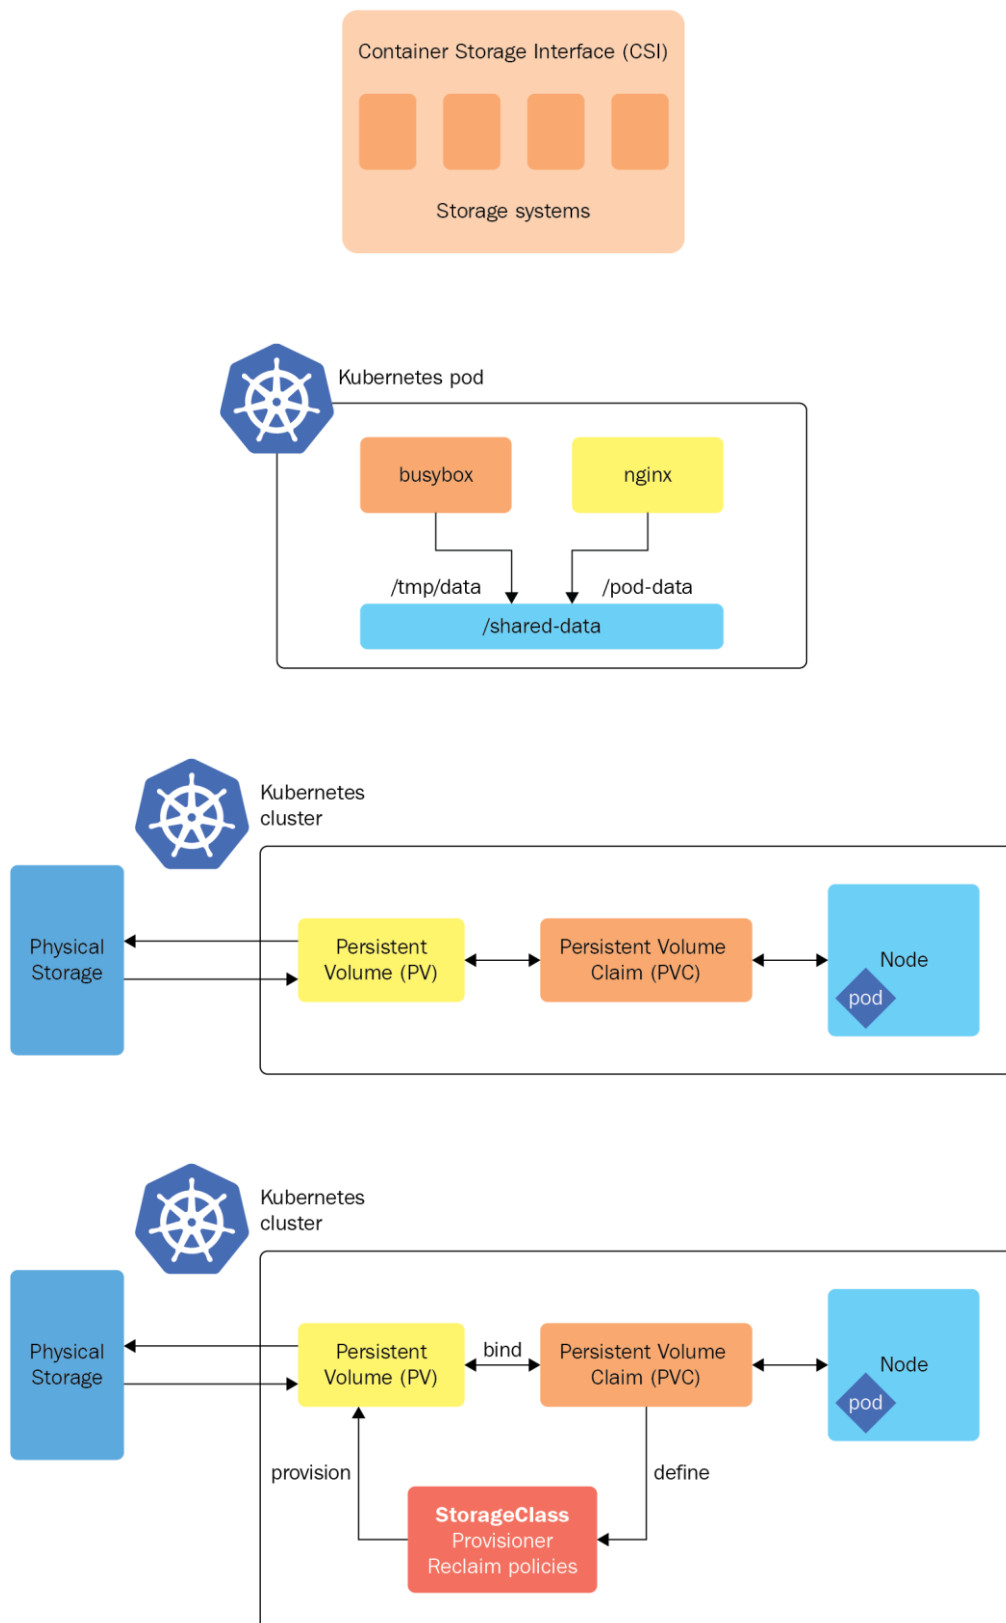 Container Storage Interface (CSI)
Storage systems
Kubernetes pod
busybox
nginx
/tmp/data
/pod-data
/shared-data
Kubernetes
cluster
Physical
Storage
Persistent
Volume (PV)
Persistent Volume
Claim (PVC)
Node
pod
Kubernetes
cluster
Physical
Storage
Persistent
Volume (PV)
bind
Persistent Volume
Claim (PVC)
Node
pod
provision
define
StorageClass
Provisioner
Reclaim policies